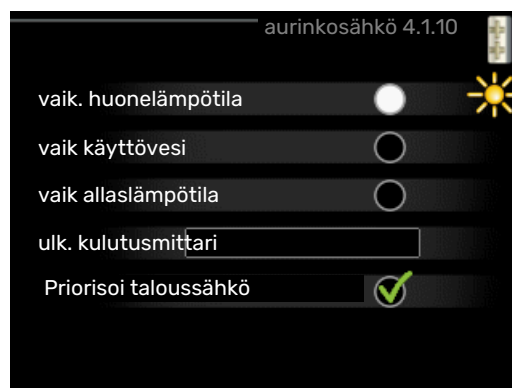 aurinkosähkö 4.1.10
vaik. huonelämpötila
vaik käyttövesi
vaik allaslämpötila
ulk. kulutusmittari
Priorisoi taloussähkö